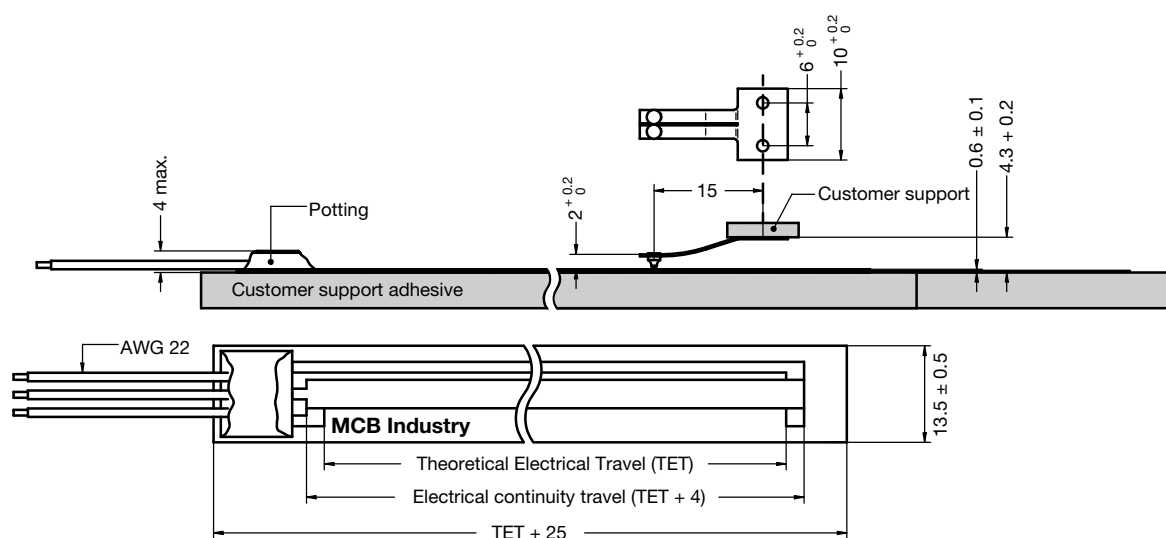 6 +0.2 0
10 +0.2 0
0.6 ± 0.1
4.3 + 0.2
4 max.
Potting
2 +0.2 0
15
Customer support
Customer support adhesive
AWG 22
MCB Industry
13.5 ± 0.5
Theoretical Electrical Travel (TET)
Electrical continuity travel (TET + 4)
TET + 25